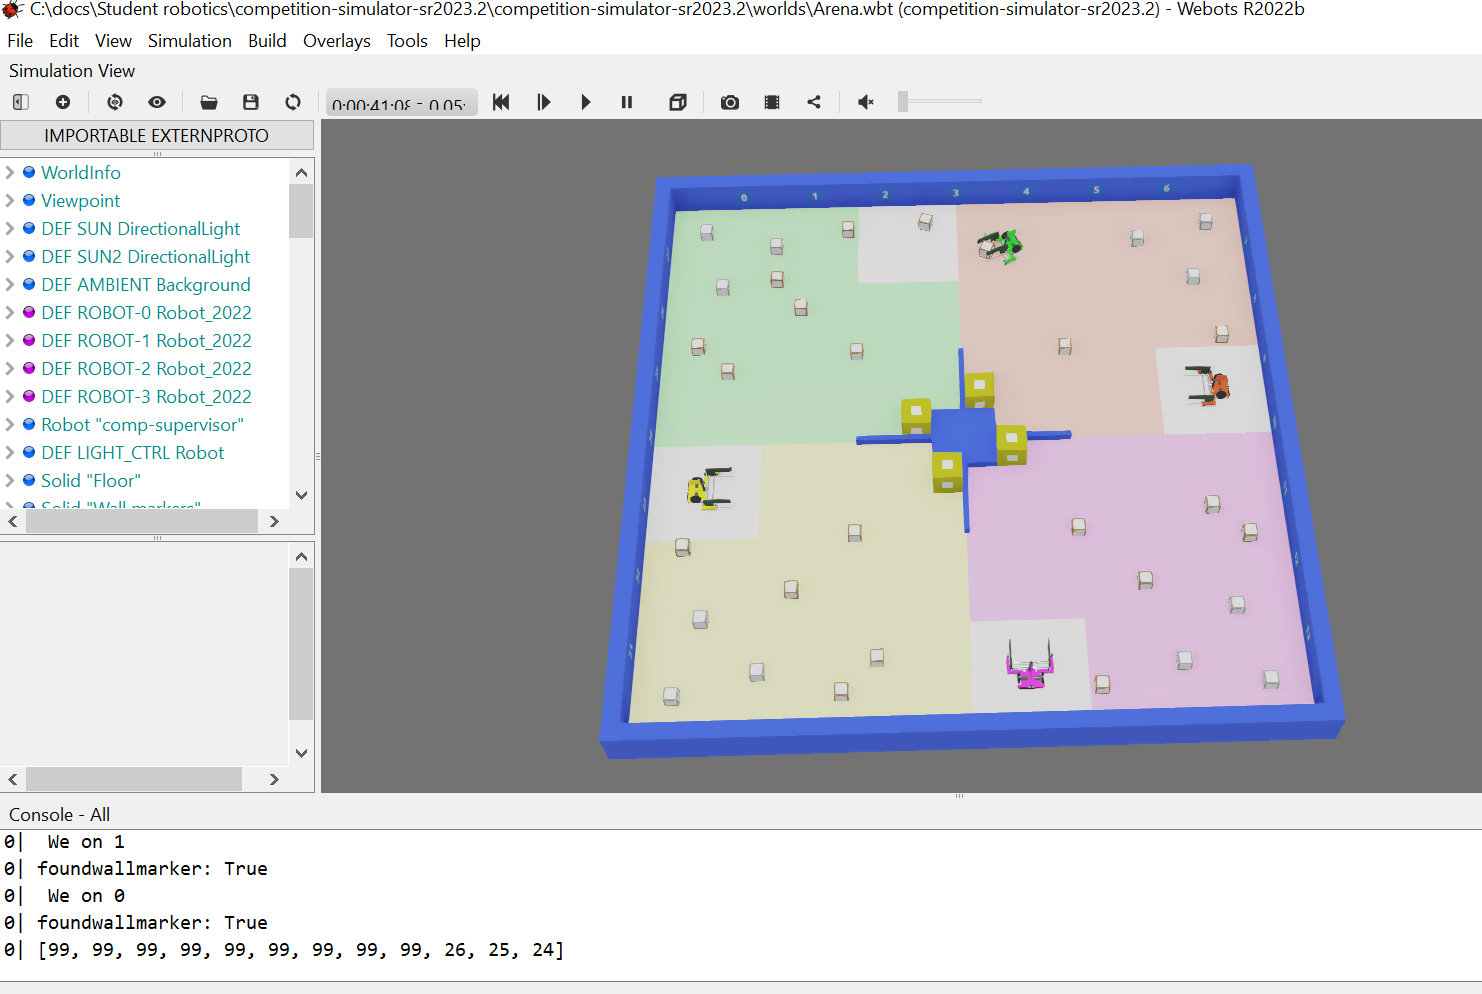 C:\docs\Student robotics\competition-simulator-sr2023.2\competition-simulator-sr2023.2\worlds\Arena.wbt (competition-simulator-sr2023.2) - Webots R2022b
File Edit View Simulation Build Overlays Tools Help
Simulation View
IMPORTABLE EXTERNPROTO
WorldInfo
Viewpoint
DEF SUN DirectionalLight
DEF SUN2 DirectionalLight
DEF AMBIENT Background
DEF ROBOT-0 Robot_2022
DEF ROBOT-1 Robot_2022
DEF ROBOT-2 Robot_2022
DEF ROBOT-3 Robot_2022
Robot "comp-supervisor"
DEF LIGHT_CTRL Robot
Solid "Floor"
Solid "Wall markers"
0 1 2 3 4 5 6
Console - All
0| We on 1
0| foundwallmarker: True
0| We on 0
0| foundwallmarker: True
0| [99, 99, 99, 99, 99, 99, 99, 99, 99, 26, 25, 24]